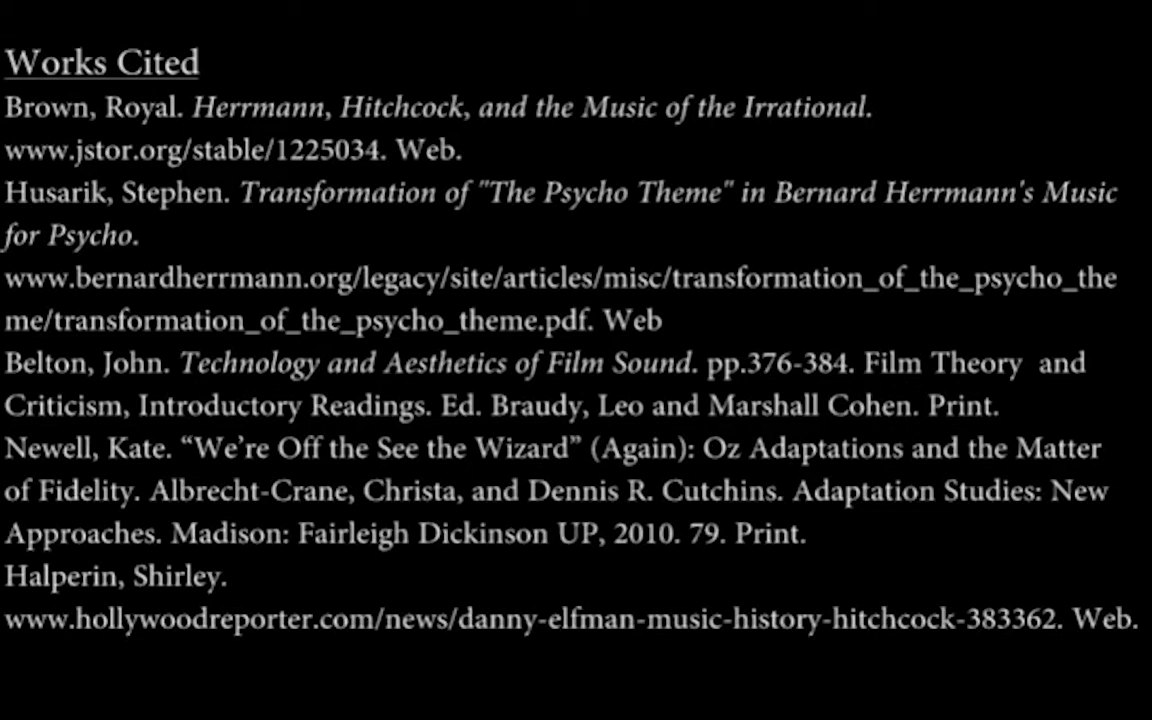 Works Cited
Brown, Royal. Herrmann, Hitchcock, and the Music of the Irrational.
www.jstor.org/stable/1225034. Web.
Husarik, Stephen. Transformation of "The Psycho Theme" in Bernard Herrmann's Music
for Psycho.
www.bernardherrmann.org/legacy/site/articles/misc/transformation_of_the_psycho_the
me/transformation_of_the_psycho_theme.pdf. Web
Belton, John. Technology and Aesthetics of Film Sound. pp.376-384. Film Theory  and
Criticism, Introductory Readings. Ed. Braudy, Leo and Marshall Cohen. Print.
Newell, Kate. “We’re Off the See the Wizard” (Again): Oz Adaptations and the Matter
of Fidelity. Albrecht-Crane, Christa, and Dennis R. Cutchins. Adaptation Studies: New
Approaches. Madison: Fairleigh Dickinson UP, 2010. 79. Print.
Halperin, Shirley.
www.hollywoodreporter.com/news/danny-elfman-music-history-hitchcock-383362. Web.